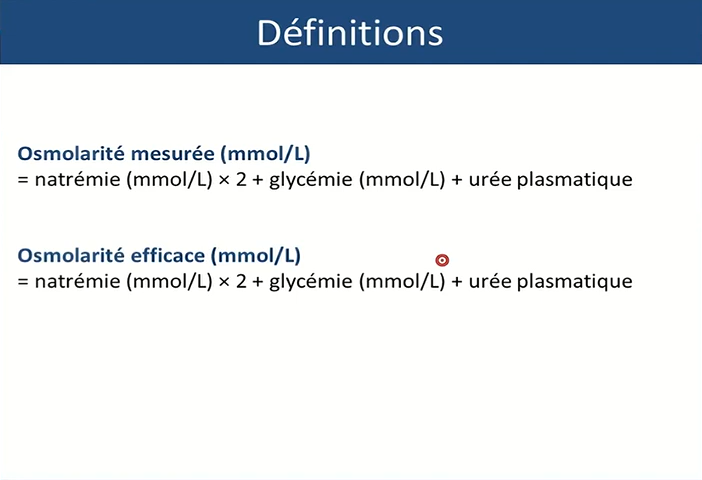 Définitions
Osmolarité mesurée (mmol/L)
= natrémie (mmol/L) × 2 + glycémie (mmol/L) + urée plasmatique
Osmolarité efficace (mmol/L)
= natrémie (mmol/L) × 2 + glycémie (mmol/L) + urée plasmatique